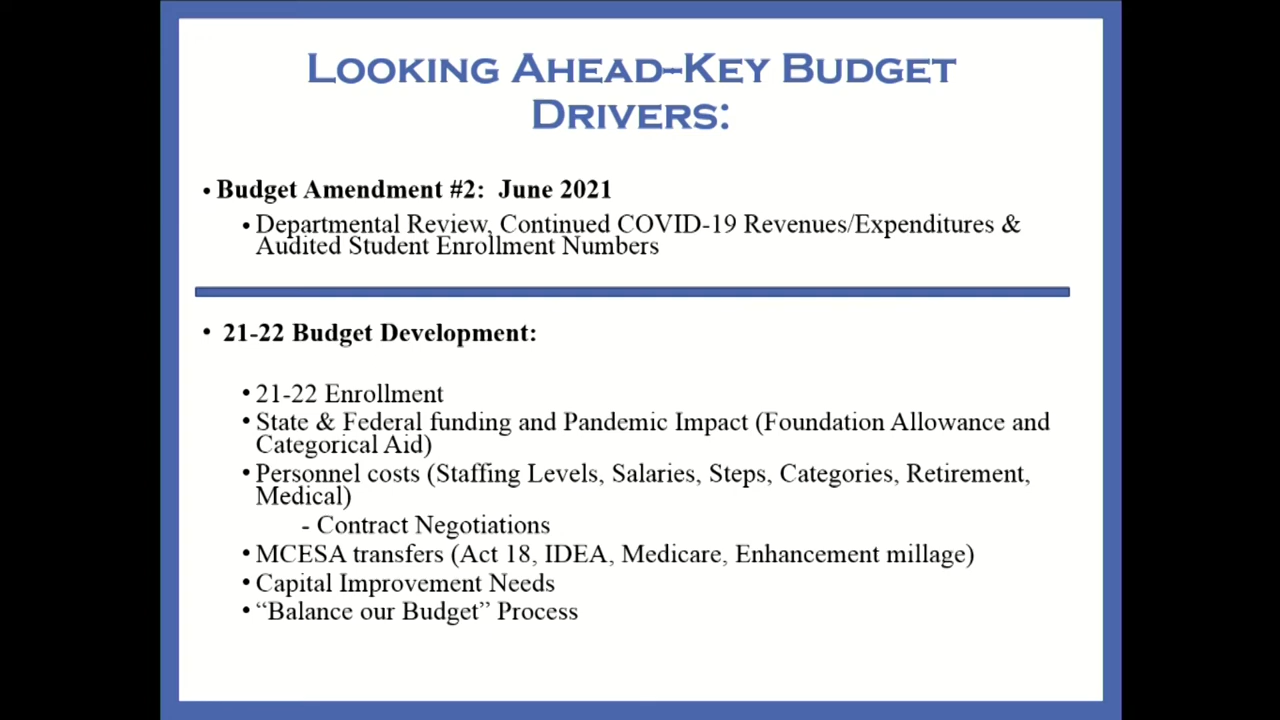 Looking Ahead–Key Budget
Drivers:
• Budget Amendment #2: June 2021
• Departmental Review, Continued COVID-19 Revenues/Expenditures &
Audited Student Enrollment Numbers
• 21-22 Budget Development:
• 21-22 Enrollment
• State & Federal funding and Pandemic Impact (Foundation Allowance and
Categorical Aid)
• Personnel costs (Staffing Levels, Salaries, Steps, Categories, Retirement,
Medical)
- Contract Negotiations
• MCESA transfers (Act 18, IDEA, Medicare, Enhancement millage)
• Capital Improvement Needs
• “Balance our Budget” Process